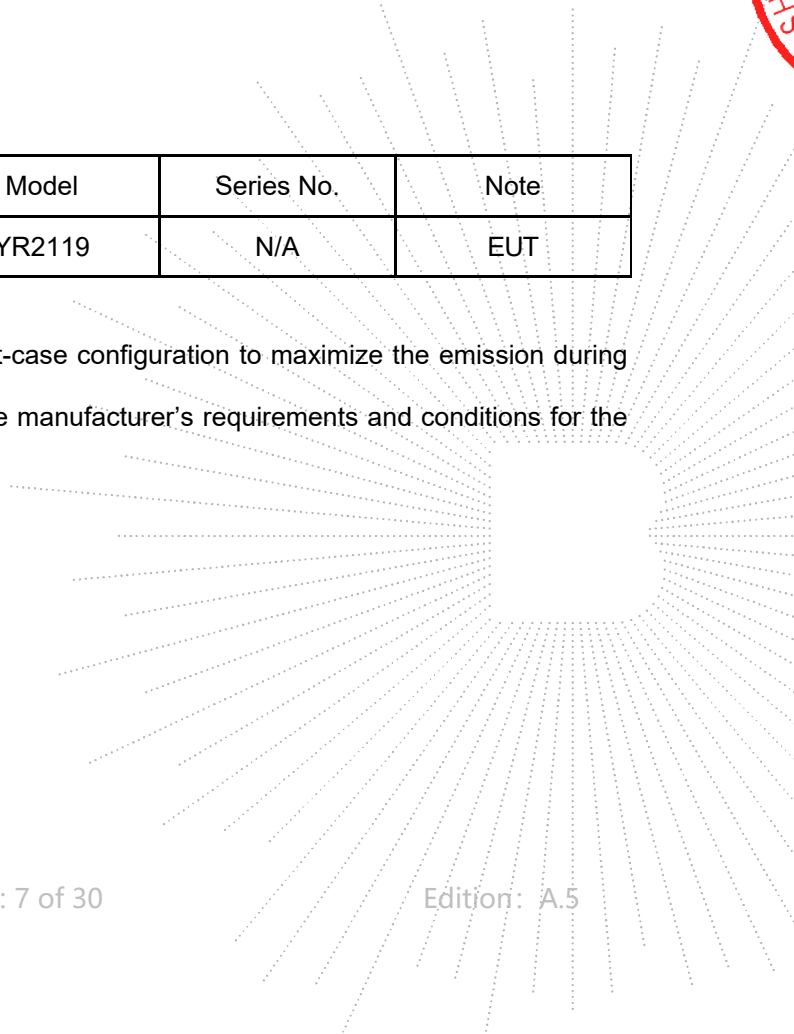 Model Series No. Note
YR2119 N/A EUT
t-case configuration to maximize the emission during
e manufacturer’s requirements and conditions for the
: 7 of 30 Edition： A.5